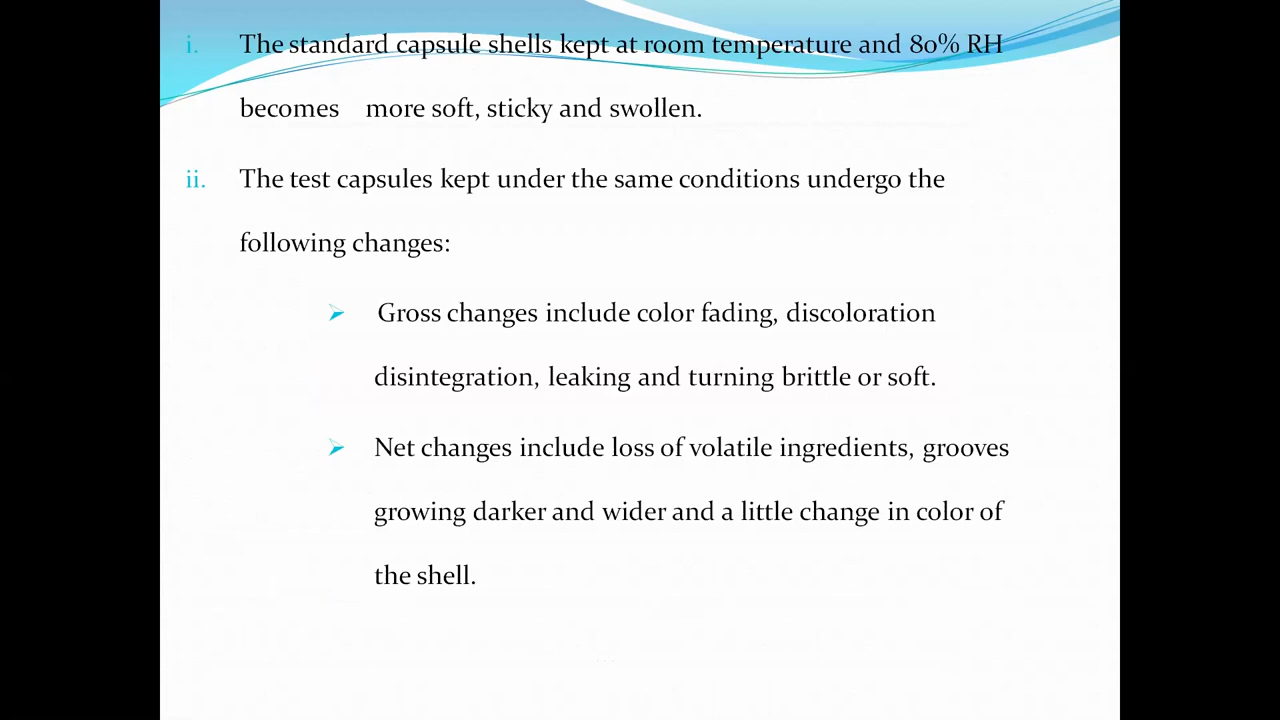 i. The standard capsule shells kept at room temperature and 80% RH
becomes more soft, sticky and swollen.
ii. The test capsules kept under the same conditions undergo the
following changes:
Gross changes include color fading, discoloration
disintegration, leaking and turning brittle or soft.
Net changes include loss of volatile ingredients, grooves
growing darker and wider and a little change in color of
the shell.